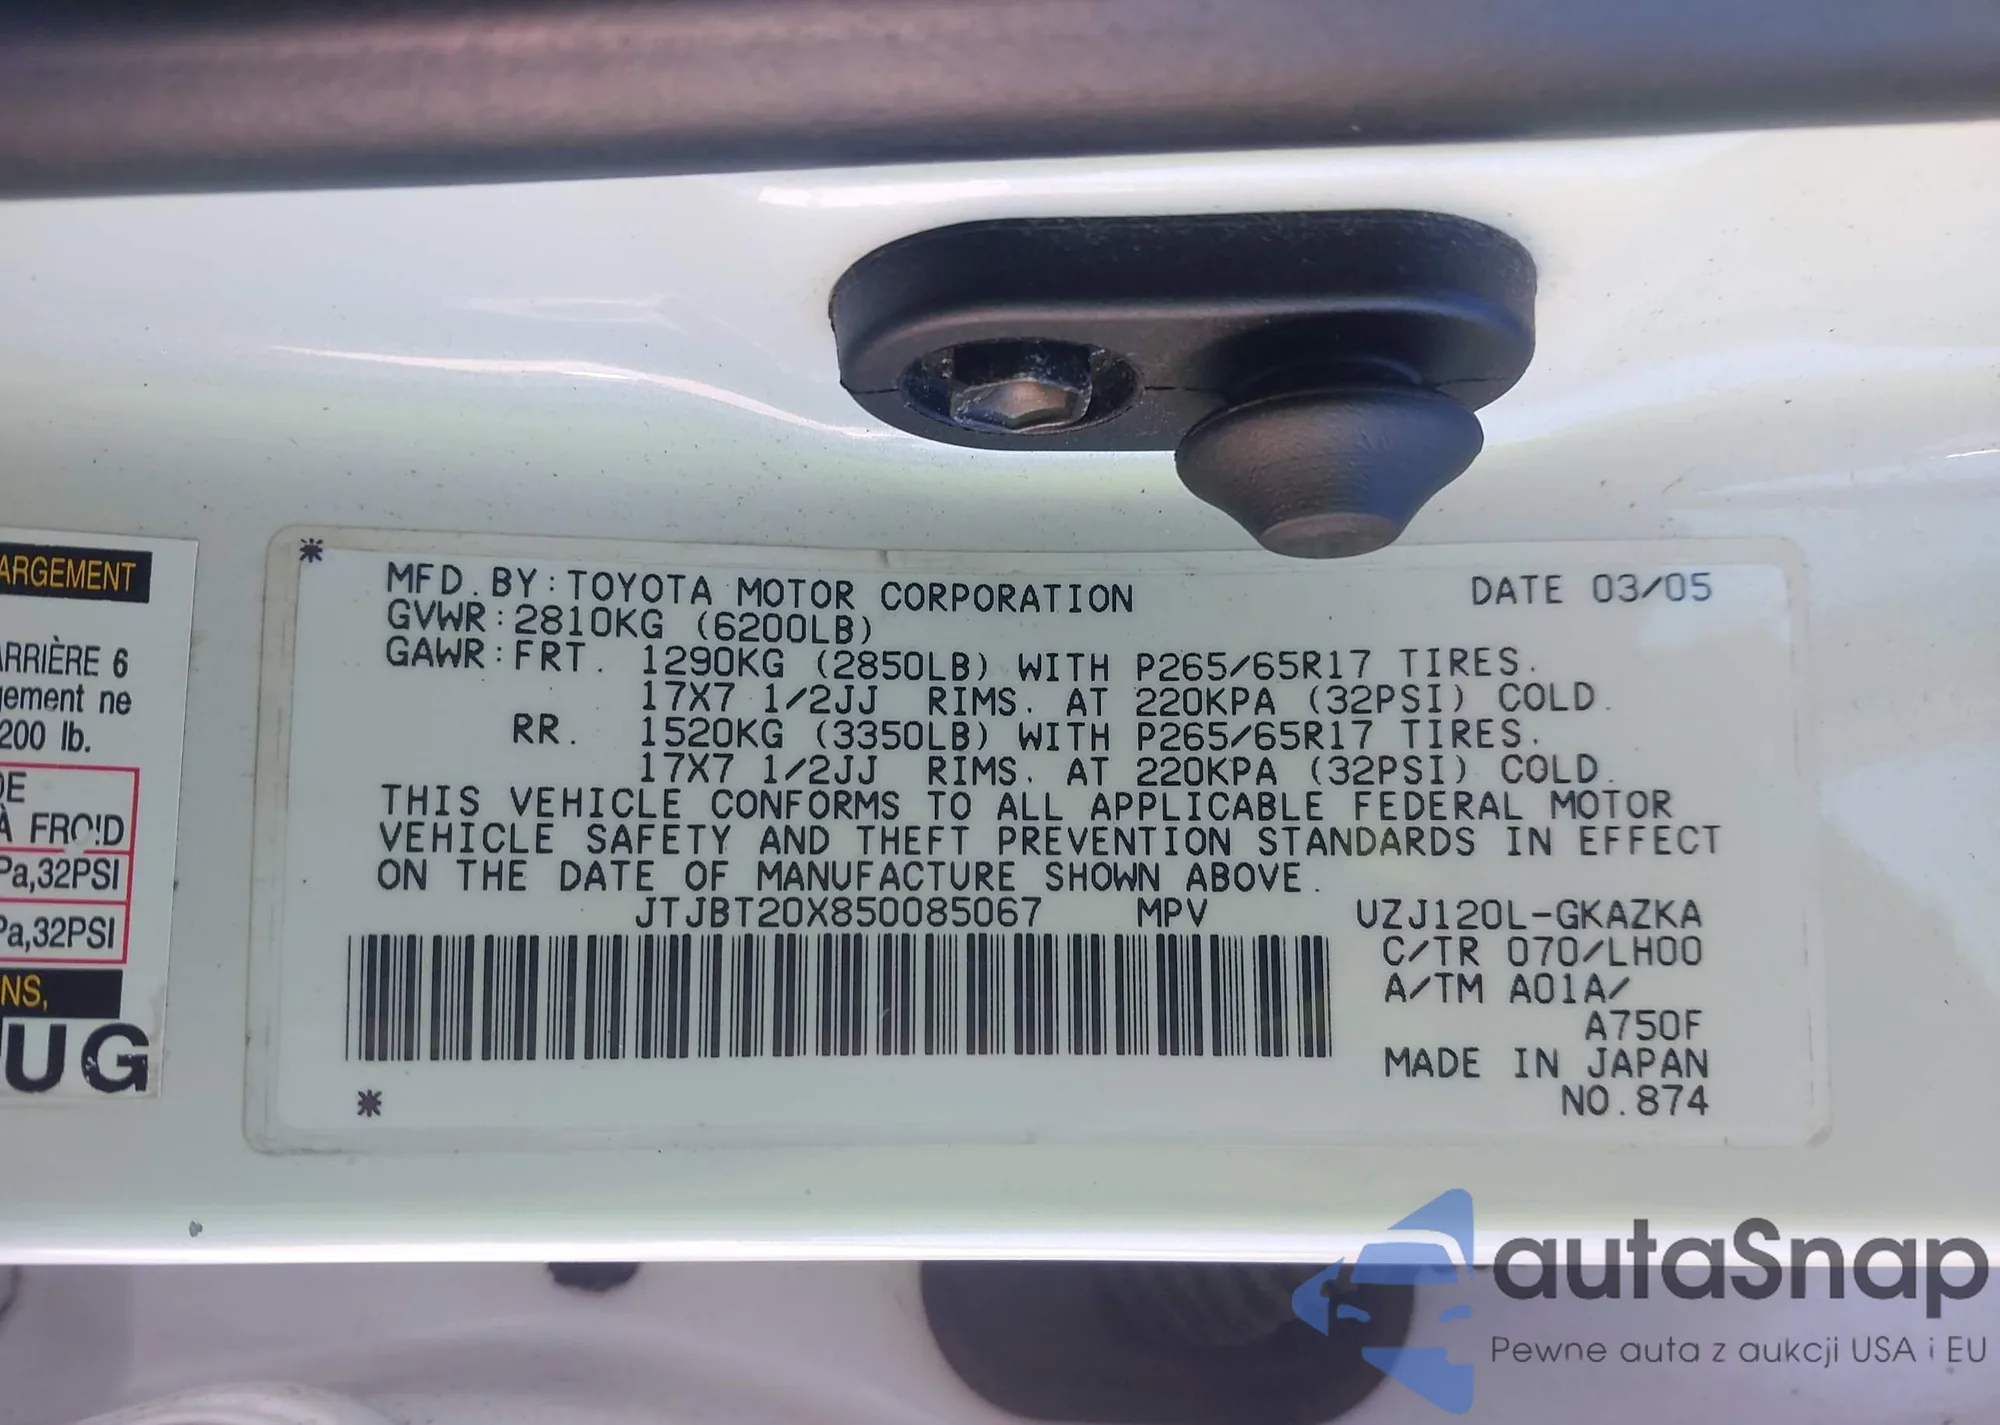 ARGEMENT
ARRIÈRE 6
gement ne
200 lb.
DE
À FROID
Pa,32PSI
Pa,32PSI
NS,
UG
MFD. BY: TOYOTA MOTOR CORPORATION DATE 03/05
GVWR: 2810KG (6200LB)
GAWR: FRT. 1290KG (2850LB) WITH P265/65R17 TIRES.
17X7 1/2JJ RIMS. AT 220KPA (32PSI) COLD.
RR. 1520KG (3350LB) WITH P265/65R17 TIRES.
17X7 1/2JJ RIMS. AT 220KPA (32PSI) COLD.
THIS VEHICLE CONFORMS TO ALL APPLICABLE FEDERAL MOTOR
VEHICLE SAFETY AND THEFT PREVENTION STANDARDS IN EFFECT
ON THE DATE OF MANUFACTURE SHOWN ABOVE.
JTJBT20X850085067 MPV UZJ120L-GKAZKA
C/TR 070/LH00
A/TM A01A/
A750F
MADE IN JAPAN
NO. 874
autaSnap
Pewne auta z aukcji USA i EU